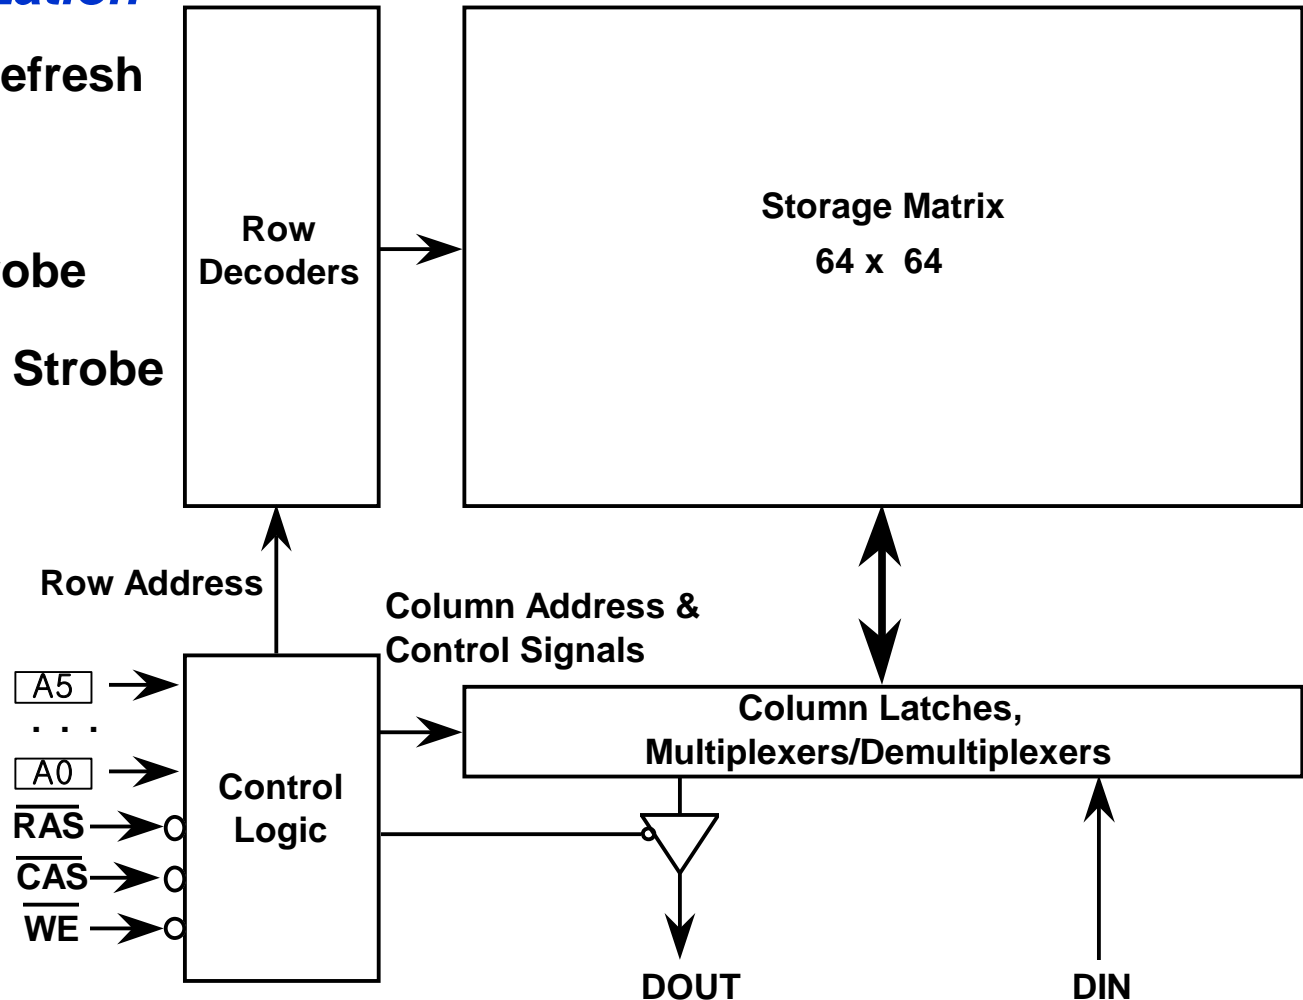 efresh
Strobe
Row
Decoders
Storage Matrix
64 x 64
Row Address
Column Address &
Control Signals
A5
. . .
A0
RAS
CAS
WE
Control
Logic
Column Latches,
Multiplexers/Demultiplexers
DOUT
DIN